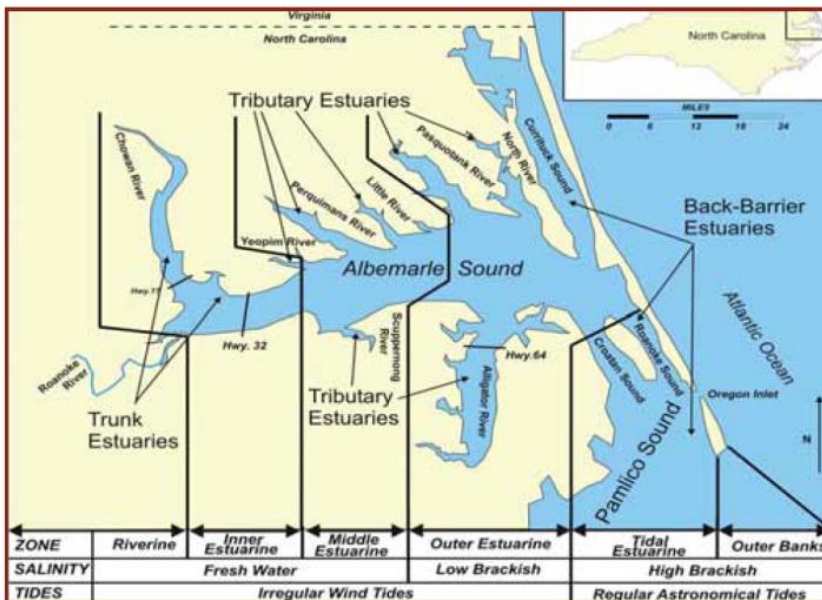 Virginia
North Carolina
North Carolina
MILES
0 6 12 18 24
Tributary Estuaries
Chowan River
Pasquotank River
North River
Currituck Sound
Little River
Perquimans River
Yeopim River
Back-Barrier
Estuaries
Albemarle Sound
Hwy. 32
Scuppernong
River
Hwy.64
Roanoke
River
Trunk
Estuaries
Tributary
Estuaries
Alligator River
Croatan Sound
Roanoke Sound
Atlantic Ocean
Oregon Inlet
Pamlico Sound
N
ZONE Riverine Inner Estuarine Middle Estuarine Outer Estuarine Tidal Estuarine Outer Banks
SALINITY Fresh Water Low Brackish High Brackish
TIDES Irregular Wind Tides Regular Astronomical Tides